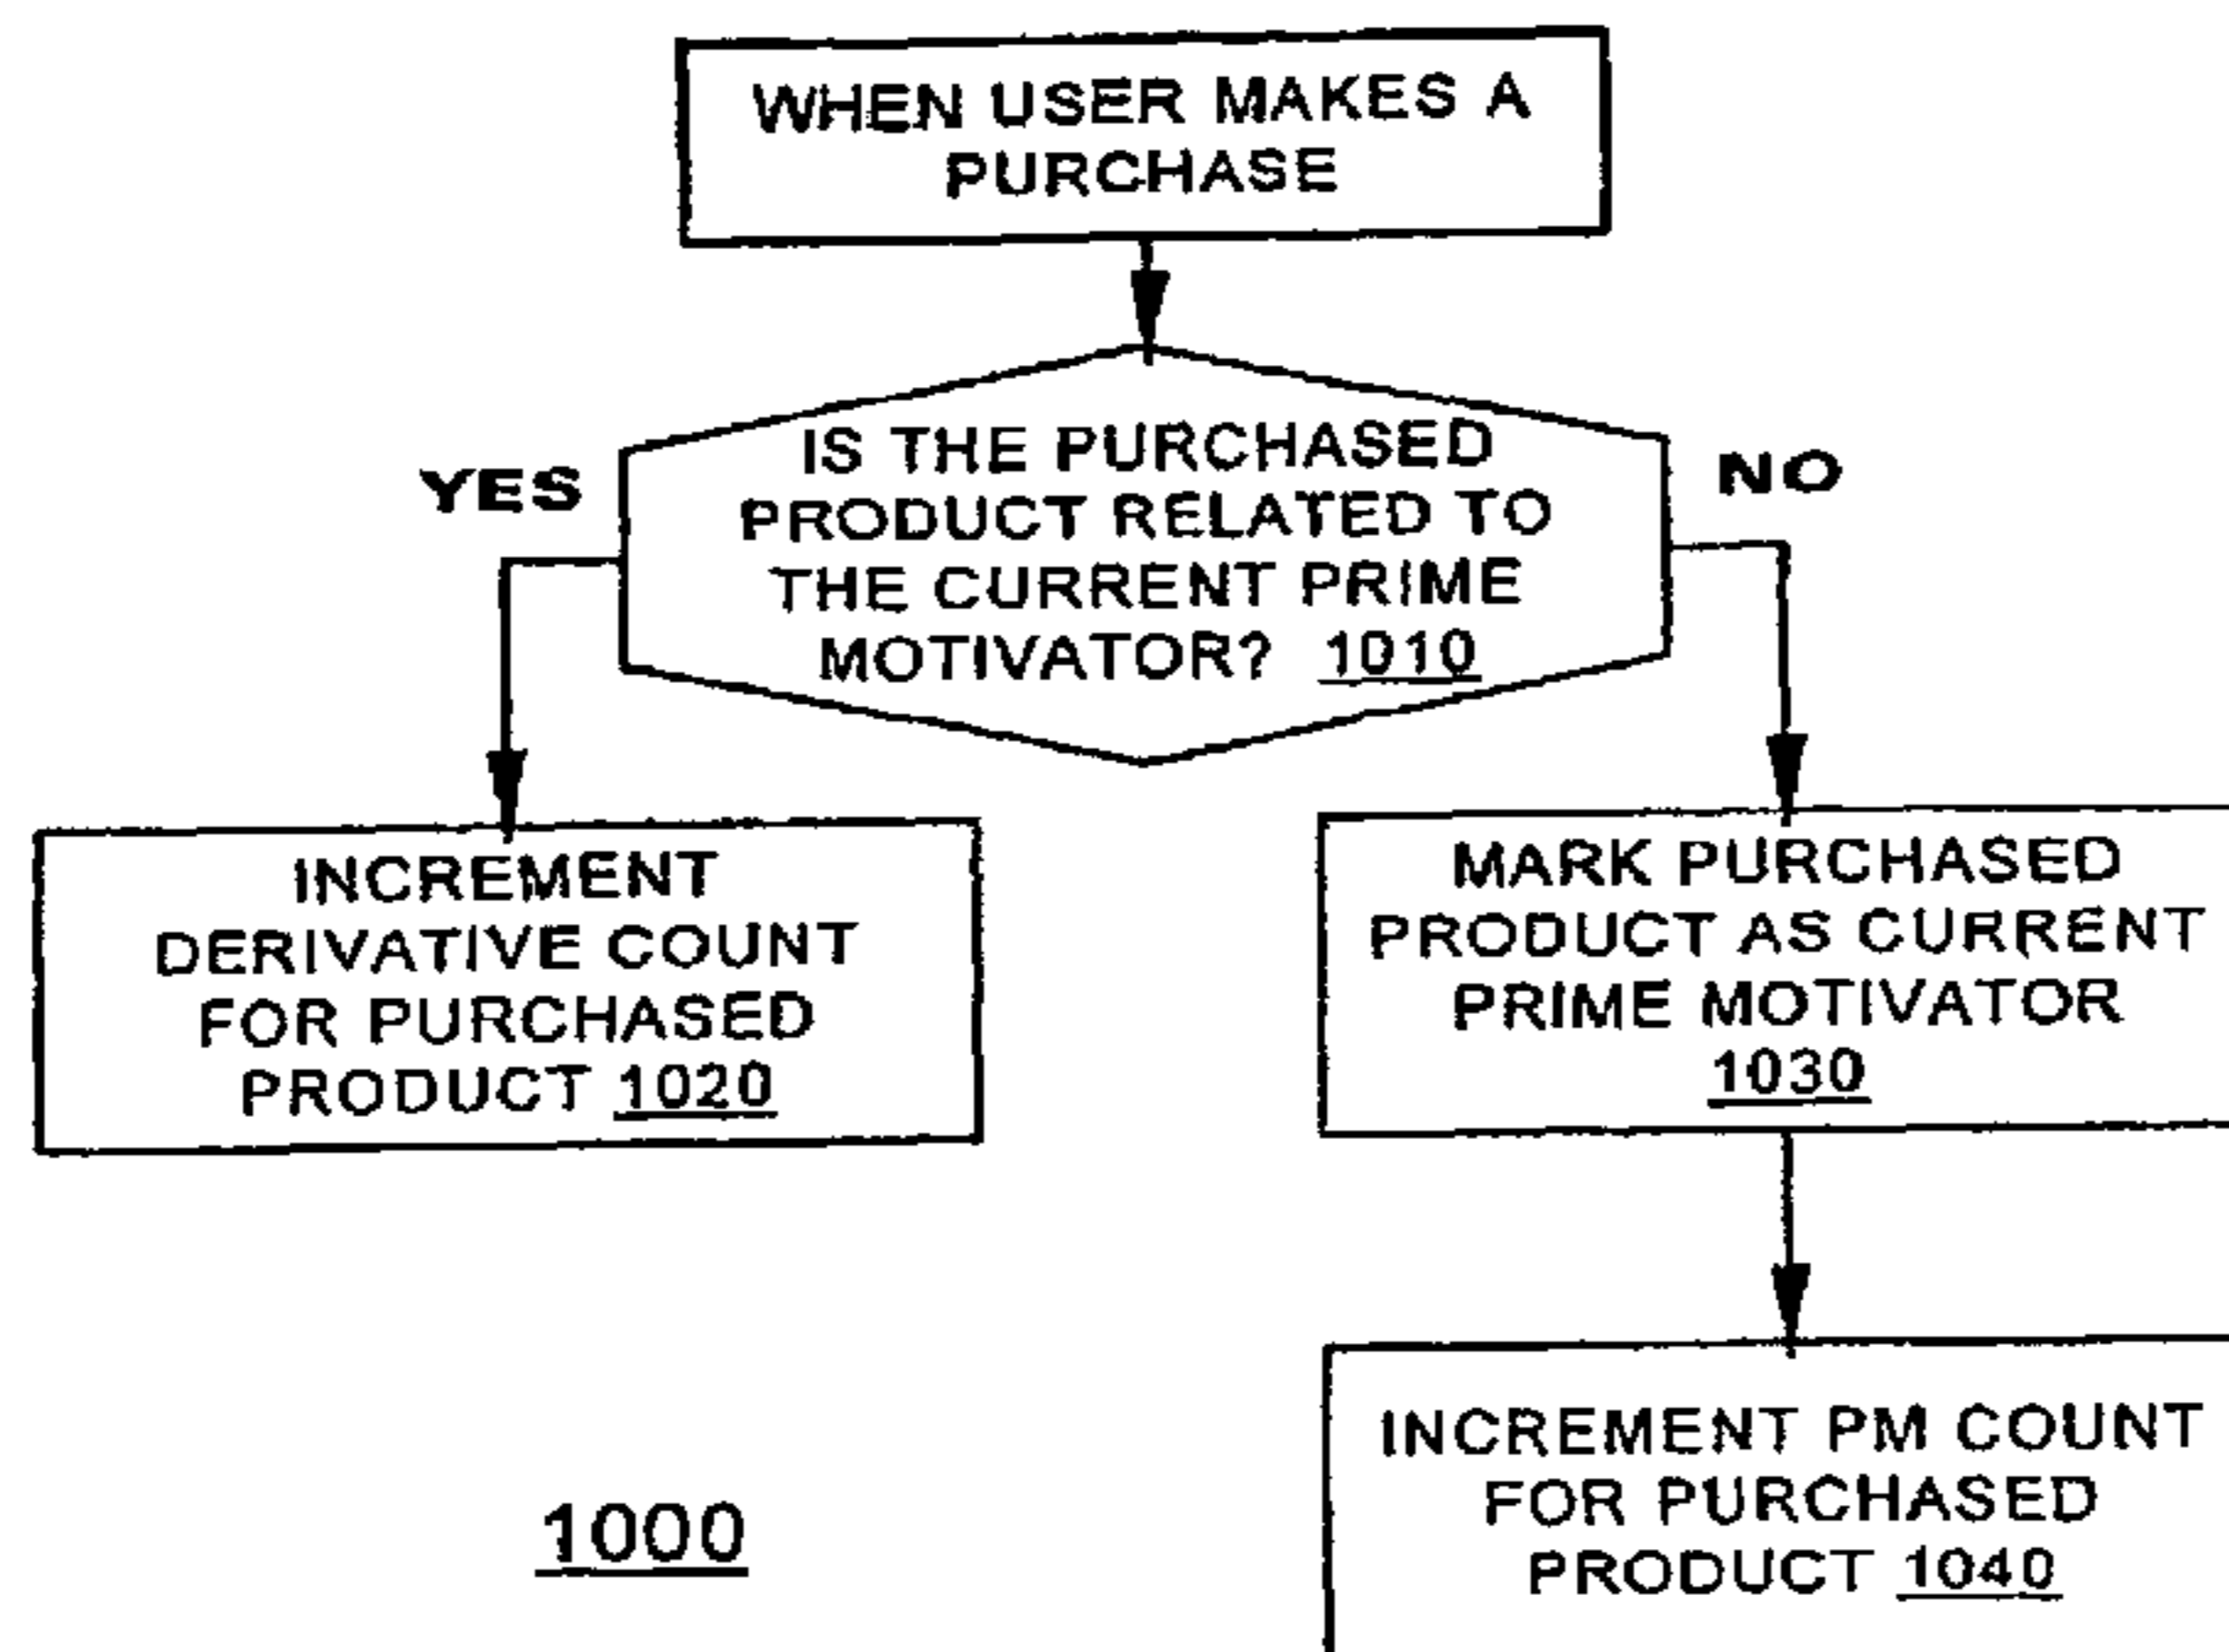 WHEN USER MAKES A
PURCHASE
IS THE PURCHASED
PRODUCT RELATED TO
THE CURRENT PRIME
MOTIVATOR? 1010
YES
NO
INCREMENT
DERIVATIVE COUNT
FOR PURCHASED
PRODUCT 1020
MARK PURCHASED
PRODUCT AS CURRENT
PRIME MOTIVATOR
1030
INCREMENT PM COUNT
FOR PURCHASED
PRODUCT 1040
1000